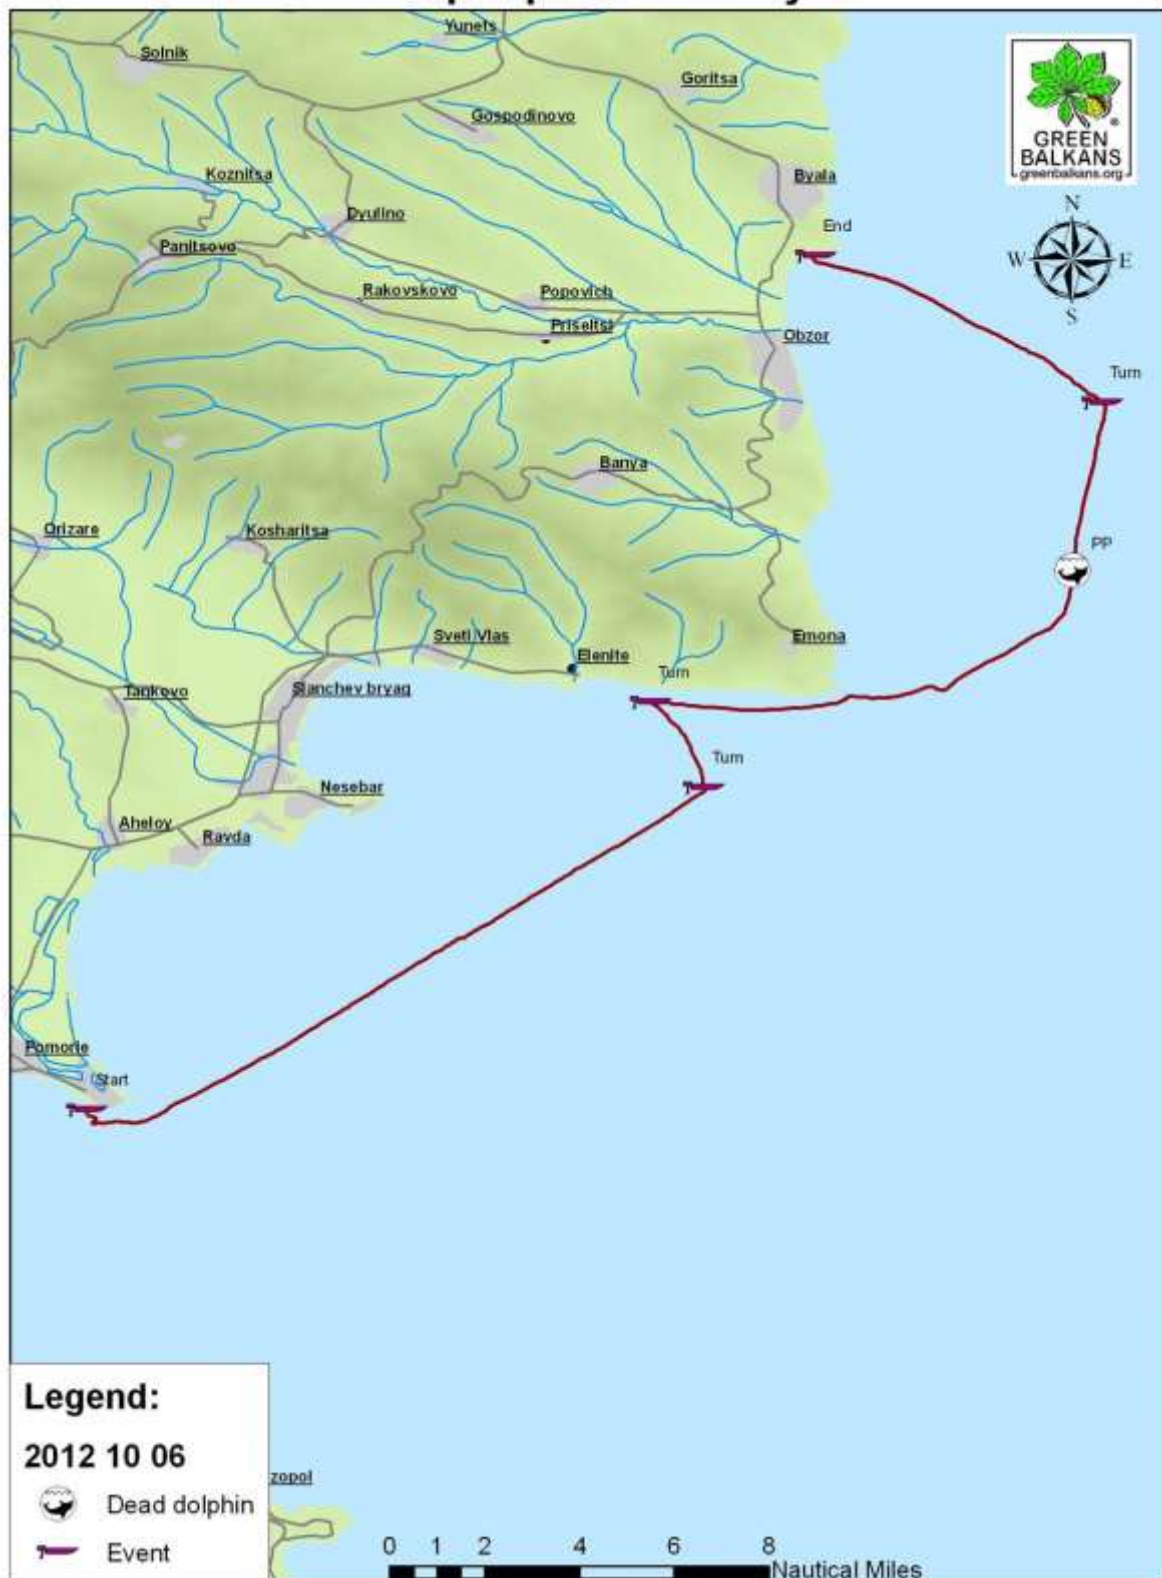 Yunets
Solnik
Goritsa
Gospodinovo
GREEN
BALKANS
greenbalkans.org
Koznitsa
Byala
Dyulino
N
End
Panitsovo
W
E
Rakovskovo
Popovich
S
Priseltsi
Obzor
Turn
Banya
Orizare
Kosharitsa
PP
Sveti Vlas
Emona
Elenite
Turn
Tankovo
Slanchev bryag
Turn
Nesebar
Aheloy
Ravda
Pomorie
Start
Legend:
2012 10 06
zopol
Dead dolphin
Event
0 1 2 4 6 8
Nautical Miles